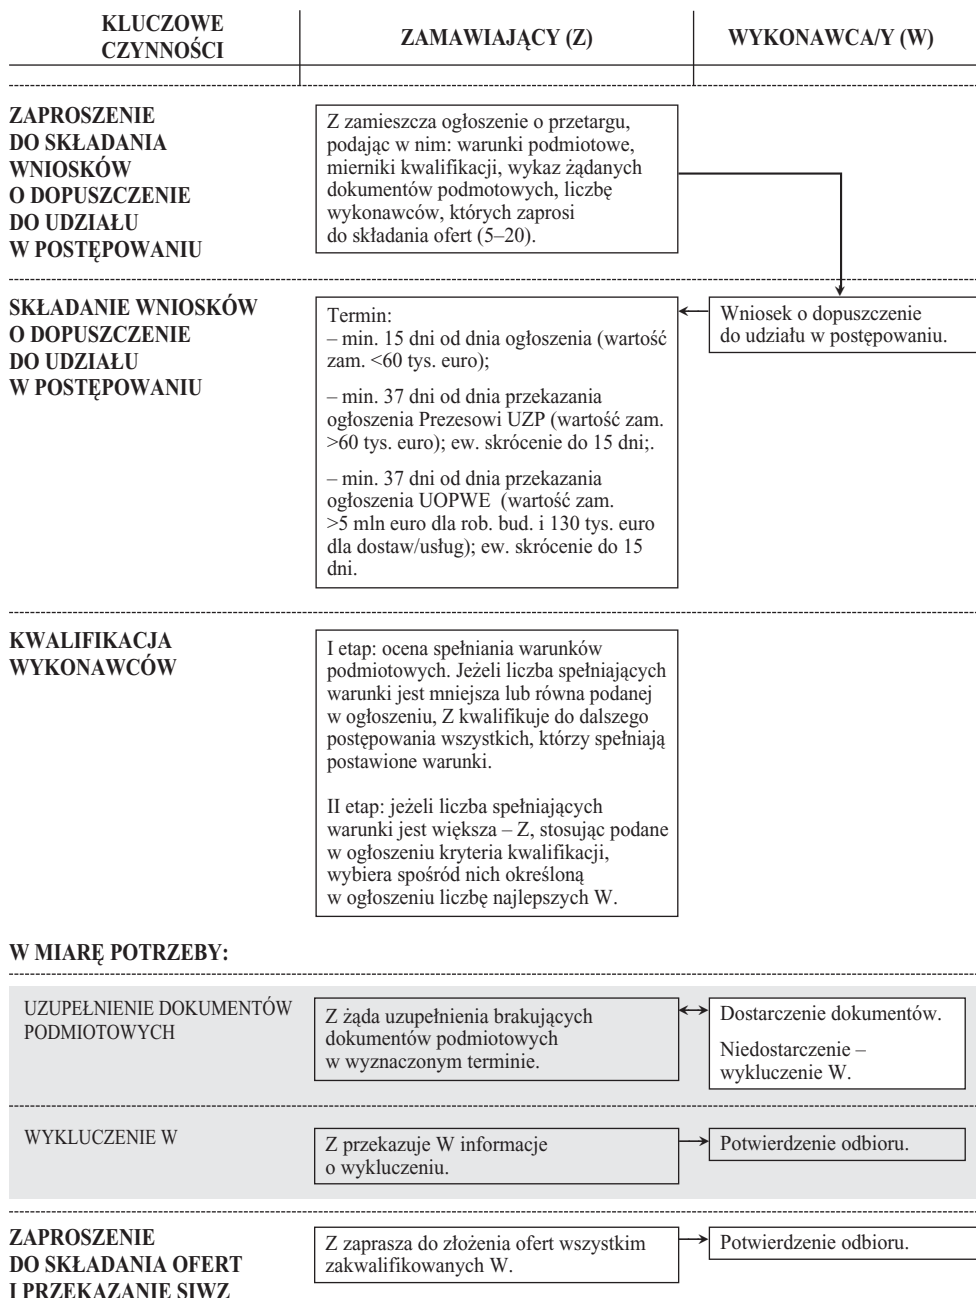 KLUCZOWE
CZYNNOŚCI
ZAMAWIAJĄCY (Z)
WYKONAWCA/Y (W)
ZAPROSZENIE
DO SKŁADANIA
WNIOSKÓW
O DOPUSZCZENIE
DO UDZIAŁU
W POSTĘPOWANIU
Z zamieszcza ogłoszenie o przetargu,
podając w nim: warunki podmiotowe,
mierniki kwalifikacji, wykaz żądanych
dokumentów podmotowych, liczbę
wykonawców, których zaprosi
do składania ofert (5–20).
SKŁADANIE WNIOSKÓW
O DOPUSZCZENIE
DO UDZIAŁU
W POSTĘPOWANIU
Termin:
– min. 15 dni od dnia ogłoszenia (wartość
zam. <60 tys. euro);
– min. 37 dni od dnia przekazania
ogłoszenia Prezesowi UZP (wartość zam.
>60 tys. euro); ew. skrócenie do 15 dni;.
– min. 37 dni od dnia przekazania
ogłoszenia UOPWE (wartość zam.
>5 mln euro dla rob. bud. i 130 tys. euro
dla dostaw/usług); ew. skrócenie do 15
dni.
Wniosek o dopuszczenie
do udziału w postępowaniu.
KWALIFIKACJA
WYKONAWCÓW
I etap: ocena spełniania warunków
podmiotowych. Jeżeli liczba spełniających
warunki jest mniejsza lub równa podanej
w ogłoszeniu, Z kwalifikuje do dalszego
postępowania wszystkich, którzy spełniają
postawione warunki.
II etap: jeżeli liczba spełniających
warunki jest większa – Z, stosując podane
w ogłoszeniu kryteria kwalifikacji,
wybiera spośród nich określoną
w ogłoszeniu liczbę najlepszych W.
W MIARĘ POTRZEBY:
UZUPEŁNIENIE DOKUMENTÓW
PODMIOTOWYCH
Z żąda uzupełnienia brakujących
dokumentów podmiotowych
w wyznaczonym terminie.
Dostarczenie dokumentów.
Niedostarczenie –
wykluczenie W.
WYKLUCZENIE W
Z przekazuje W informacje
o wykluczeniu.
Potwierdzenie odbioru.
ZAPROSZENIE
DO SKŁADANIA OFERT
I PRZEKAZANIE SIWZ
Z zaprasza do złożenia ofert wszystkim
zakwalifikowanych W.
Potwierdzenie odbioru.